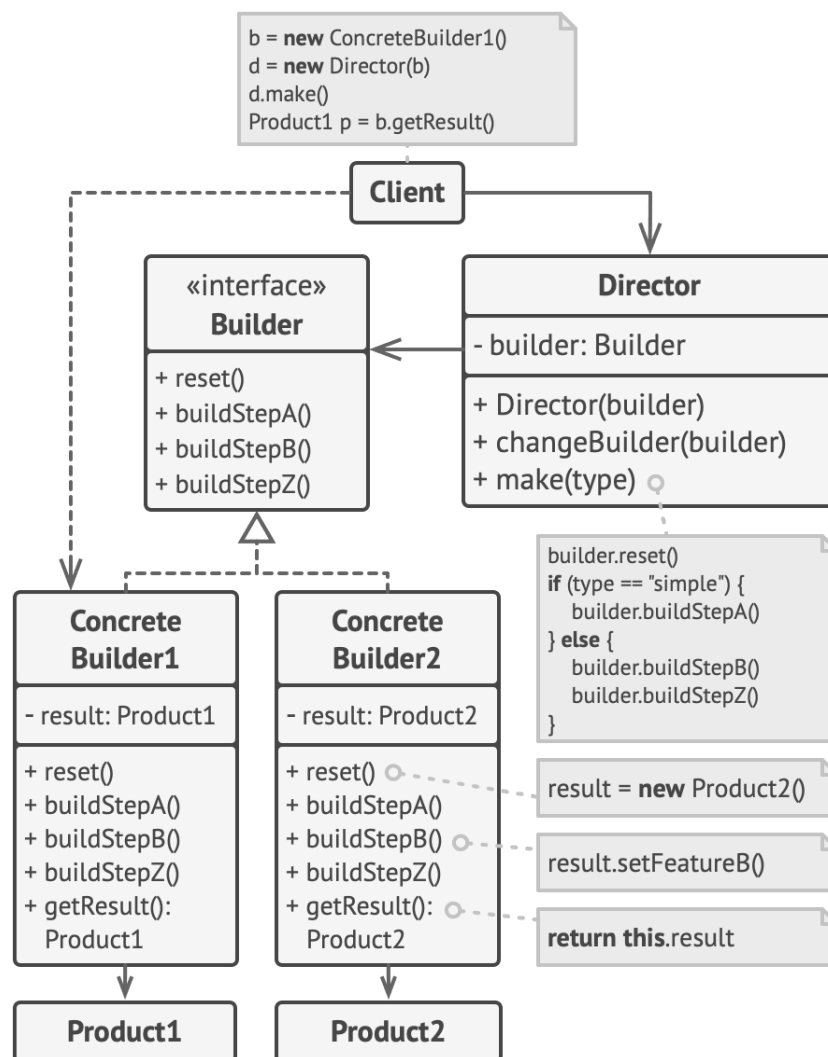 b = new ConcreteBuilder1()
d = new Director(b)
d.make()
Product1 p = b.getResult()
Client
«interface»
Builder
+ reset()
+ buildStepA()
+ buildStepB()
+ buildStepZ()
Director
- builder: Builder
+ Director(builder)
+ changeBuilder(builder)
+ make(type)
builder.reset()
if (type == "simple") {
builder.buildStepA()
} else {
builder.buildStepB()
builder.buildStepZ()
}
Concrete
Builder1
- result: Product1
+ reset()
+ buildStepA()
+ buildStepB()
+ buildStepZ()
+ getResult():
Product1
Concrete
Builder2
- result: Product2
+ reset()
+ buildStepA()
+ buildStepB()
+ buildStepZ()
+ getResult():
Product2
result = new Product2()
result.setFeatureB()
return this.result
Product1
Product2